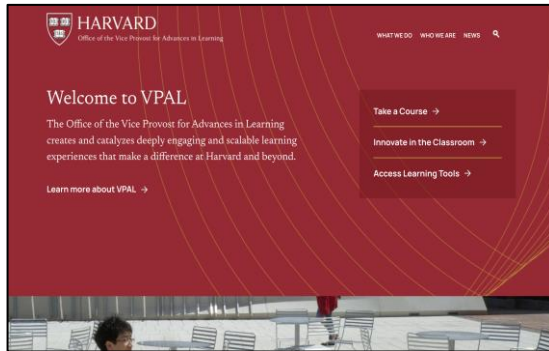 HARVARD
Office of the Vice Provost for Advances in Learning
WHAT WE DO WHO WE ARE NEWS
Welcome to VPAL
The Office of the Vice Provost for Advances in Learning
creates and catalyzes deeply engaging and scalable learning
experiences that make a difference at Harvard and beyond.
Learn more about VPAL →
Take a Course →
Innovate in the Classroom →
Access Learning Tools →